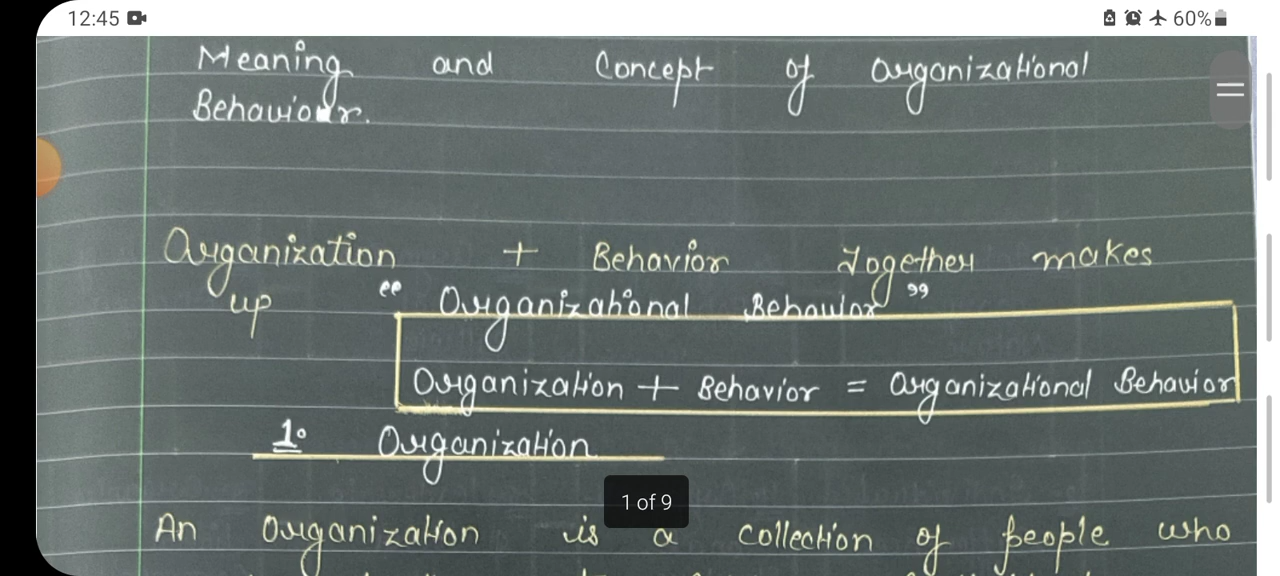 12:45 60%
Meaning and Concept of Organizational
Behaviour.
Organization + Behavior Together makes
up “ Organizational Behavior ”
Organization + Behavior = Organizational Behavior
1. Organization
1 of 9
An Organization is a collection of people who